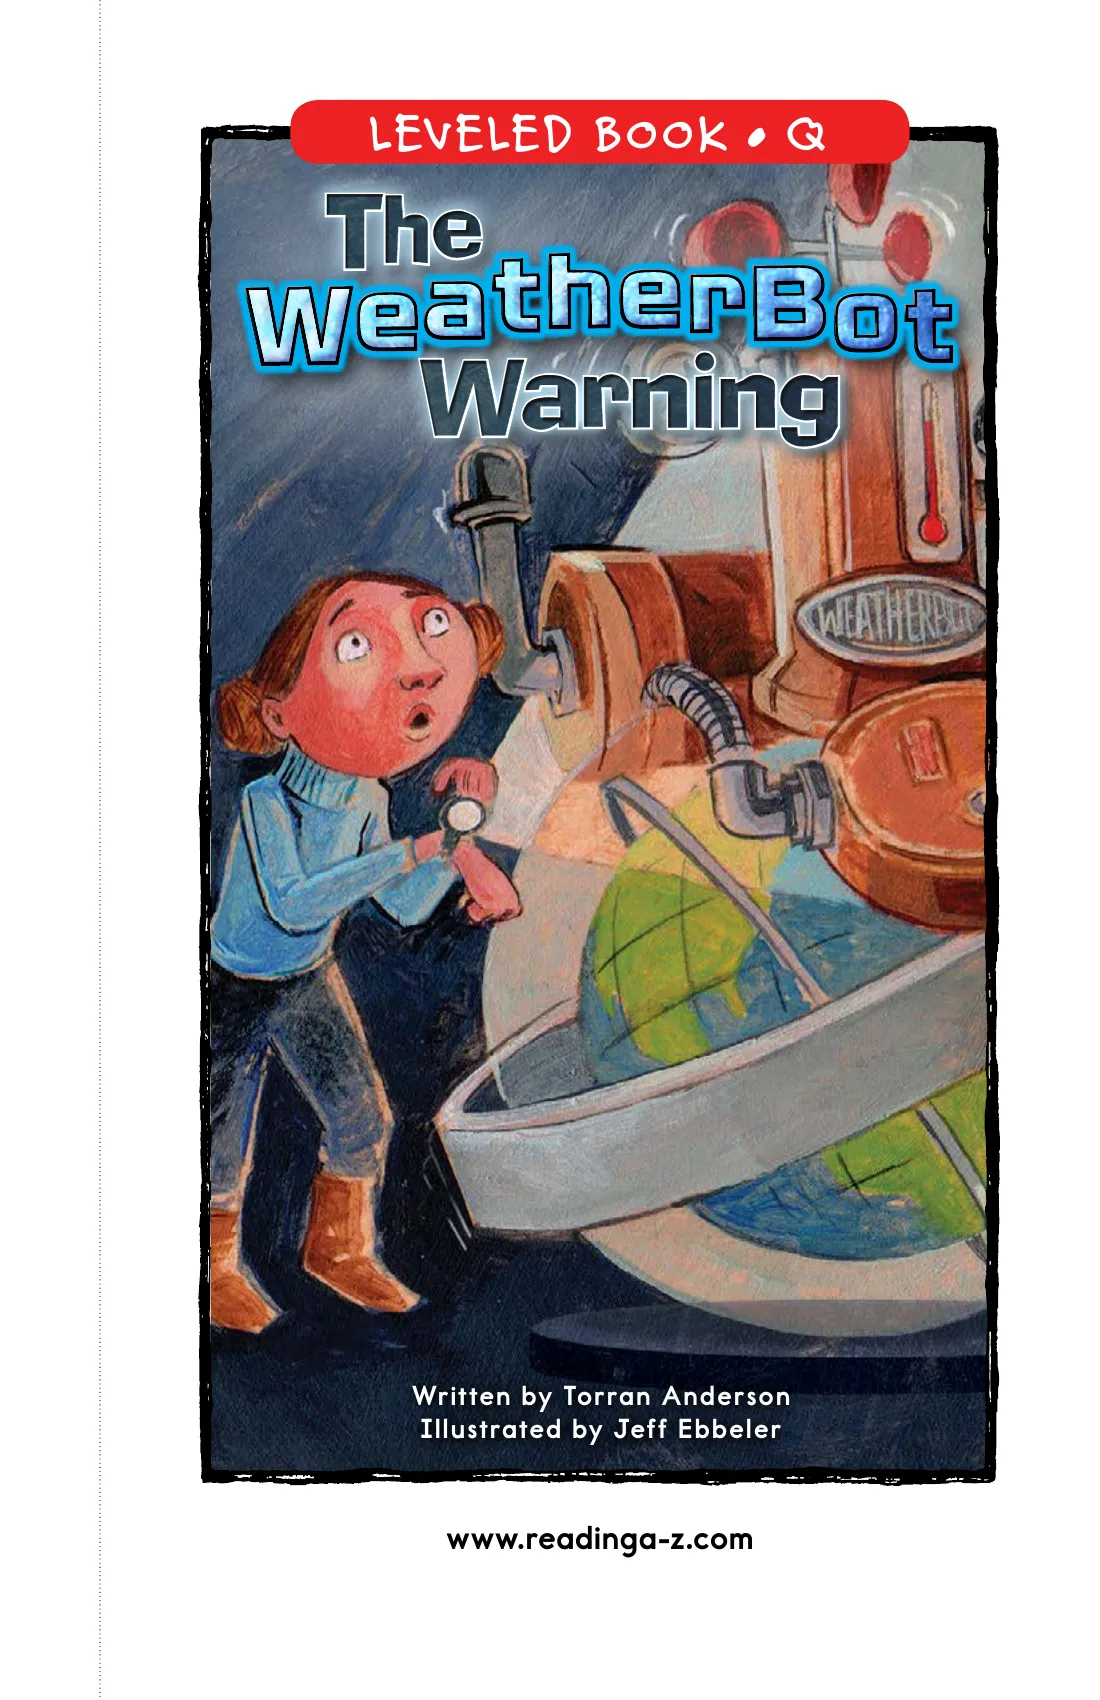 LEVELED BOOK • Q
The
WeatherBot
Warning
WEATHERBOT
Written by Torran Anderson
Illustrated by Jeff Ebbeler
www.readinga-z.com